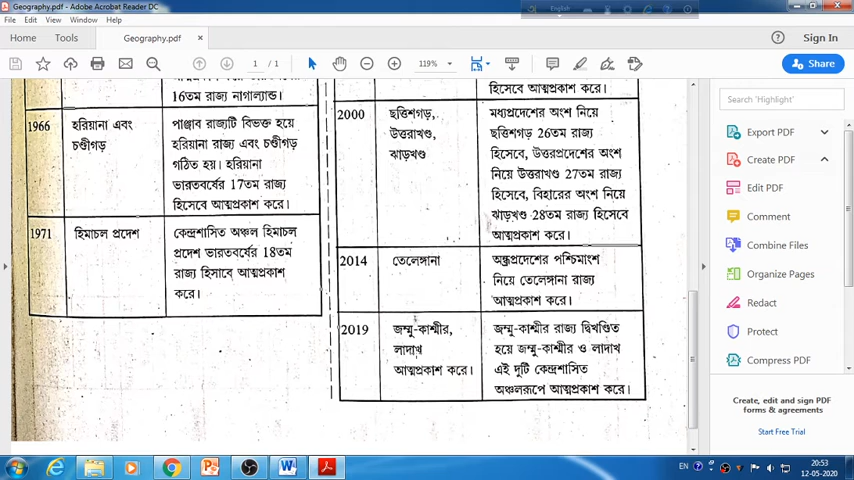 Geography.pdf - Adobe Acrobat Reader DC
English
File Edit View Window Help
Home Tools Geography.pdf × Sign In
1 / 1 119% Share
16তম রাজ্য নাগাল্যান্ড।
1966 হরিয়ানা এবং চণ্ডীগড়
পাঞ্জাব রাজ্যটি বিভক্ত হয়ে
হরিয়ানা রাজ্য এবং চণ্ডীগড়
গঠিত হয়। হরিয়ানা
ভারতবর্ষের 17তম রাজ্য
হিসেবে আত্মপ্রকাশ করে।
1971 হিমাচল প্রদেশ
কেন্দ্রশাসিত অঞ্চল হিমাচল
প্রদেশ ভারতবর্ষের 18তম
রাজ্য হিসাবে আত্মপ্রকাশ
করে।
হিসেবে আত্মপ্রকাশ করে।
2000 ছত্তিশগড়,
উত্তরাখণ্ড,
ঝাড়খণ্ড
মধ্যপ্রদেশের অংশ নিয়ে
ছত্তিশগড় 26তম রাজ্য
হিসেবে, উত্তরপ্রদেশের অংশ
নিয়ে উত্তরাখণ্ড 27তম রাজ্য
হিসেবে, বিহারের অংশ নিয়ে
ঝাড়খণ্ড 28তম রাজ্য হিসেবে
আত্মপ্রকাশ করে।
2014 তেলেঙ্গানা
অন্ধ্রপ্রদেশের পশ্চিমাংশ
নিয়ে তেলেঙ্গানা রাজ্য
আত্মপ্রকাশ করে।
2019 জম্মু-কাশ্মীর,
লাদাখ
আত্মপ্রকাশ করে।
জম্মু-কাশ্মীর রাজ্য দ্বিখণ্ডিত
হয়ে জম্মু-কাশ্মীর ও লাদাখ
এই দুটি কেন্দ্রশাসিত
অঞ্চলরূপে আত্মপ্রকাশ করে।
Search 'Highlight'
Export PDF
Create PDF
Edit PDF
Comment
Combine Files
Organize Pages
Redact
Protect
Compress PDF
Create, edit and sign PDF
forms & agreements
Start Free Trial
EN
20:53
12-05-2020